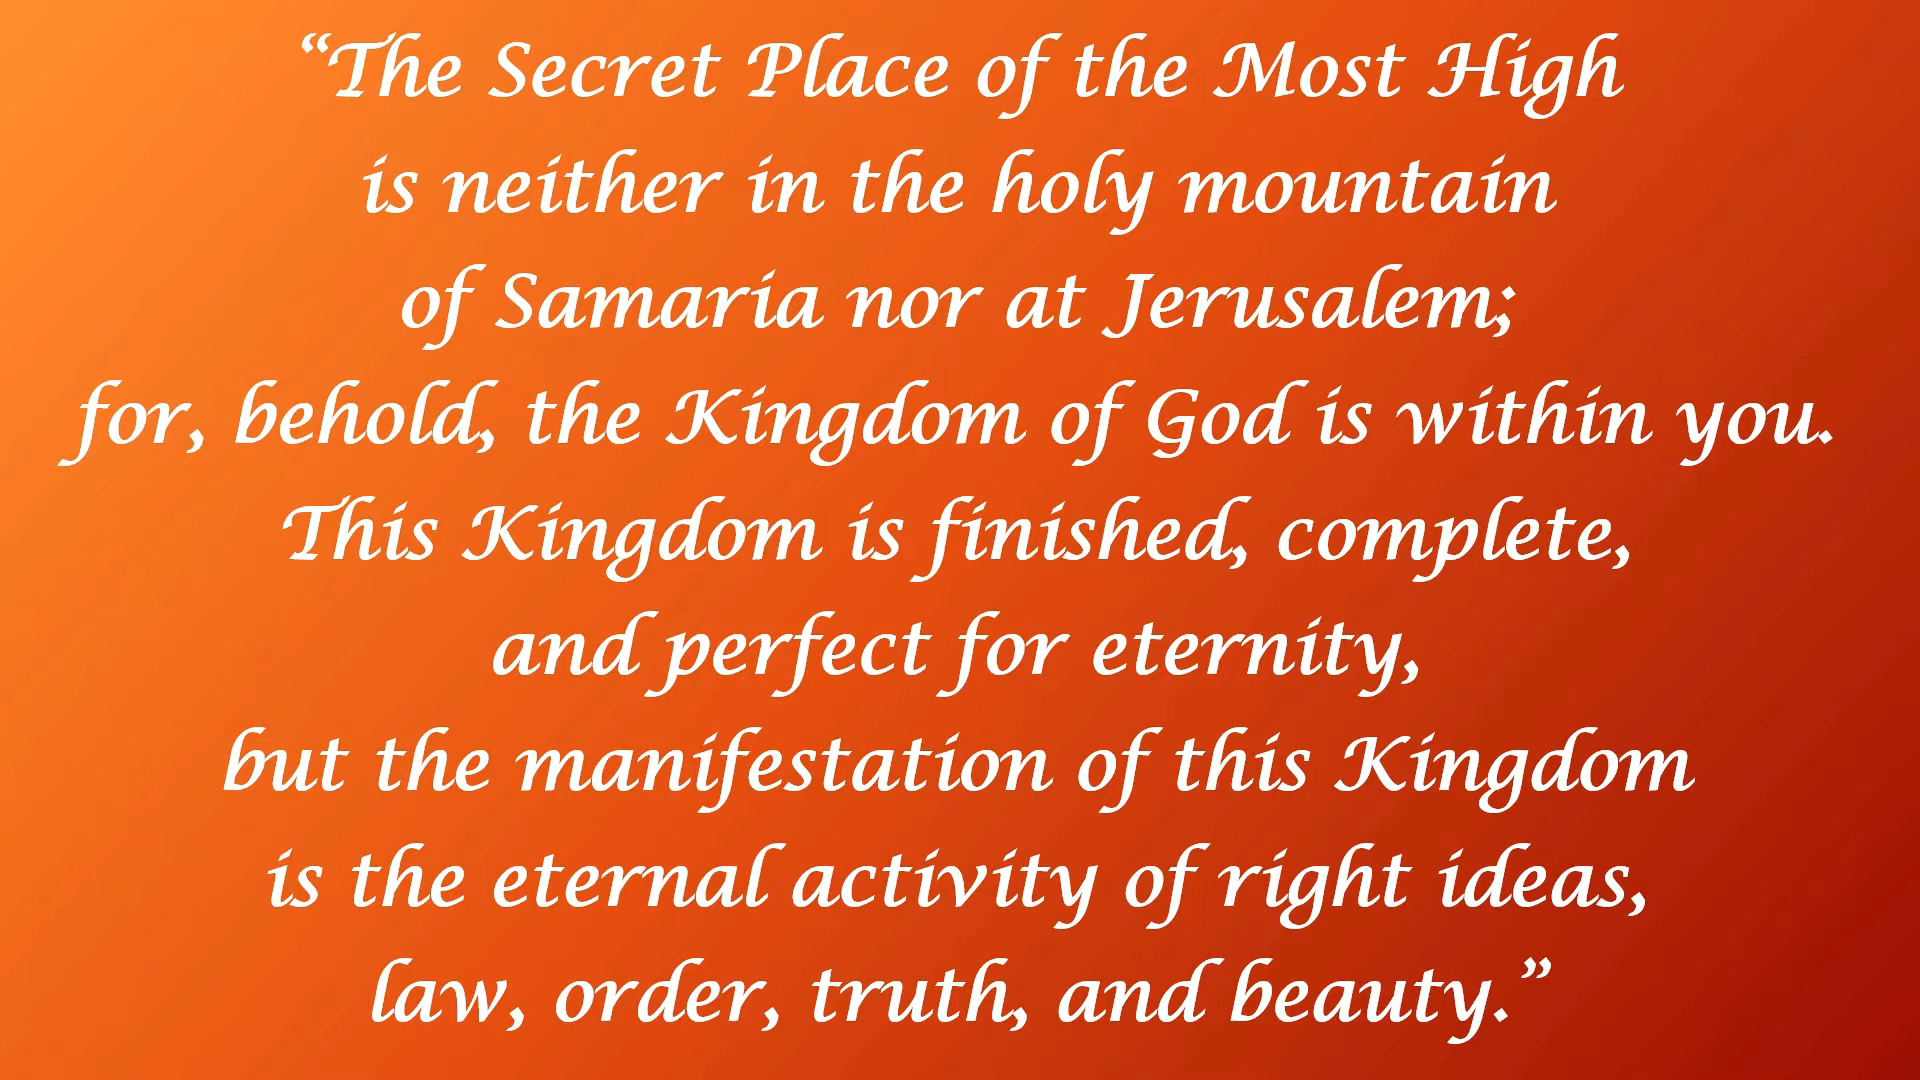 “The Secret Place of the Most High
is neither in the holy mountain
of Samaria nor at Jerusalem;
for, behold, the Kingdom of God is within you.
This Kingdom is finished, complete,
and perfect for eternity,
but the manifestation of this Kingdom
is the eternal activity of right ideas,
law, order, truth, and beauty.”